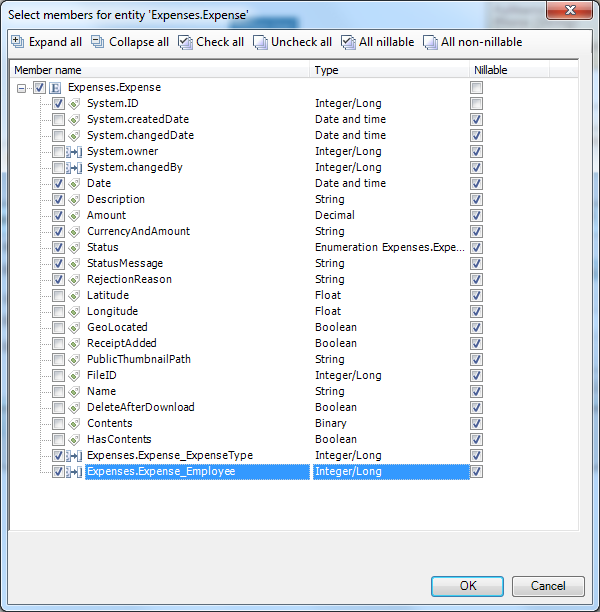 Select members for entity 'Expenses.Expense'
Expand all Collapse all Check all Uncheck all All nillable All non-nillable
Member name Type Nillable
E Expenses.Expense
System.ID Integer/Long
System.createdDate Date and time
System.changedDate Date and time
System.owner Integer/Long
System.changedBy Integer/Long
Date Date and time
Description String
Amount Decimal
CurrencyAndAmount String
Status Enumeration Expenses.Expe...
StatusMessage String
RejectionReason String
Latitude Float
Longitude Float
GeoLocated Boolean
ReceiptAdded Boolean
PublicThumbnailPath String
FileID Integer/Long
Name String
DeleteAfterDownload Boolean
Contents Binary
HasContents Boolean
Expenses.Expense_ExpenseType Integer/Long
Expenses.Expense_Employee Integer/Long
OK Cancel